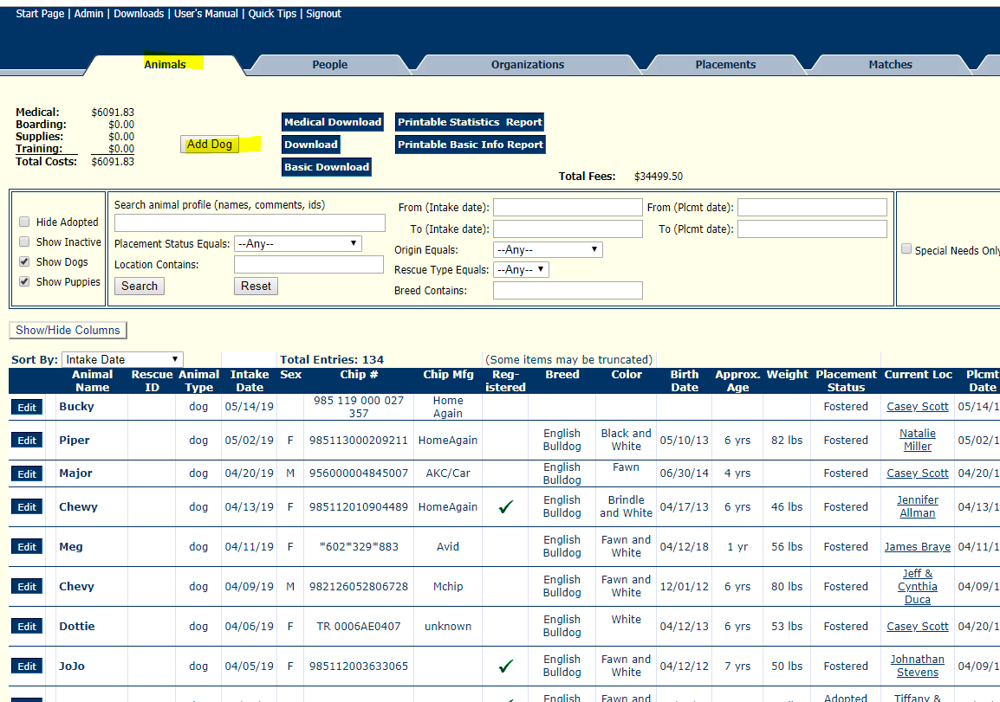 Start Page | Admin | Downloads | User's Manual | Quick Tips | Signout
Animals People Organizations Placements Matches
Medical: $6091.83
Boarding: $0.00
Supplies: $0.00
Training: $0.00
Total Costs: $6091.83
Add Dog
Medical Download Printable Statistics Report
Download Printable Basic Info Report
Basic Download
Total Fees: $34499.50
Hide Adopted
Show Inactive
Show Dogs
Show Puppies
Search animal profile (names, comments, ids)
Placement Status Equals: --Any--
Location Contains:
Search Reset
From (Intake date):
To (Intake date):
Origin Equals: --Any--
Rescue Type Equals: --Any--
Breed Contains:
From (Plcmt date):
To (Plcmt date):
Special Needs Only
Show/Hide Columns
Sort By: Intake Date Total Entries: 134 (Some items may be truncated)
Animal Name Rescue ID Animal Type Intake Date Sex Chip # Chip Mfg Reg-istered Breed Color Birth Date Approx. Age Weight Placement Status Current Loc Plcmt Date
Edit Bucky dog 05/14/19 985 119 000 027 357 Home Again Fostered Casey Scott 05/14/1
Edit Piper dog 05/02/19 F 985113000209211 HomeAgain English Bulldog Black and White 05/10/13 6 yrs 82 lbs Fostered Natalie Miller 05/02/1
Edit Major dog 04/20/19 M 956000004845007 AKC/Car English Bulldog Fawn 06/30/14 4 yrs Fostered Casey Scott 04/20/1
Edit Chewy dog 04/13/19 F 985112010904489 HomeAgain ✓ English Bulldog Brindle and White 04/17/13 6 yrs 46 lbs Fostered Jennifer Allman 04/13/1
Edit Meg dog 04/11/19 F *602*329*883 Avid English Bulldog Fawn and White 04/12/18 1 yr 56 lbs Fostered James Braye 04/11/1
Edit Chevy dog 04/09/19 M 982126052806728 Mchip English Bulldog Fawn and White 12/01/12 6 yrs 80 lbs Fostered Jeff & Cynthia Duca 04/09/1
Edit Dottie dog 04/06/19 F TR 0006AE0407 unknown English Bulldog White 04/12/13 6 yrs 53 lbs Fostered Casey Scott 04/20/1
Edit JoJo dog 04/05/19 F 985112003633065 ✓ English Bulldog Fawn and White 04/12/12 7 yrs 50 lbs Fostered Johnathan Stevens 04/09/1
English Fawn and Adopted Tiffany &